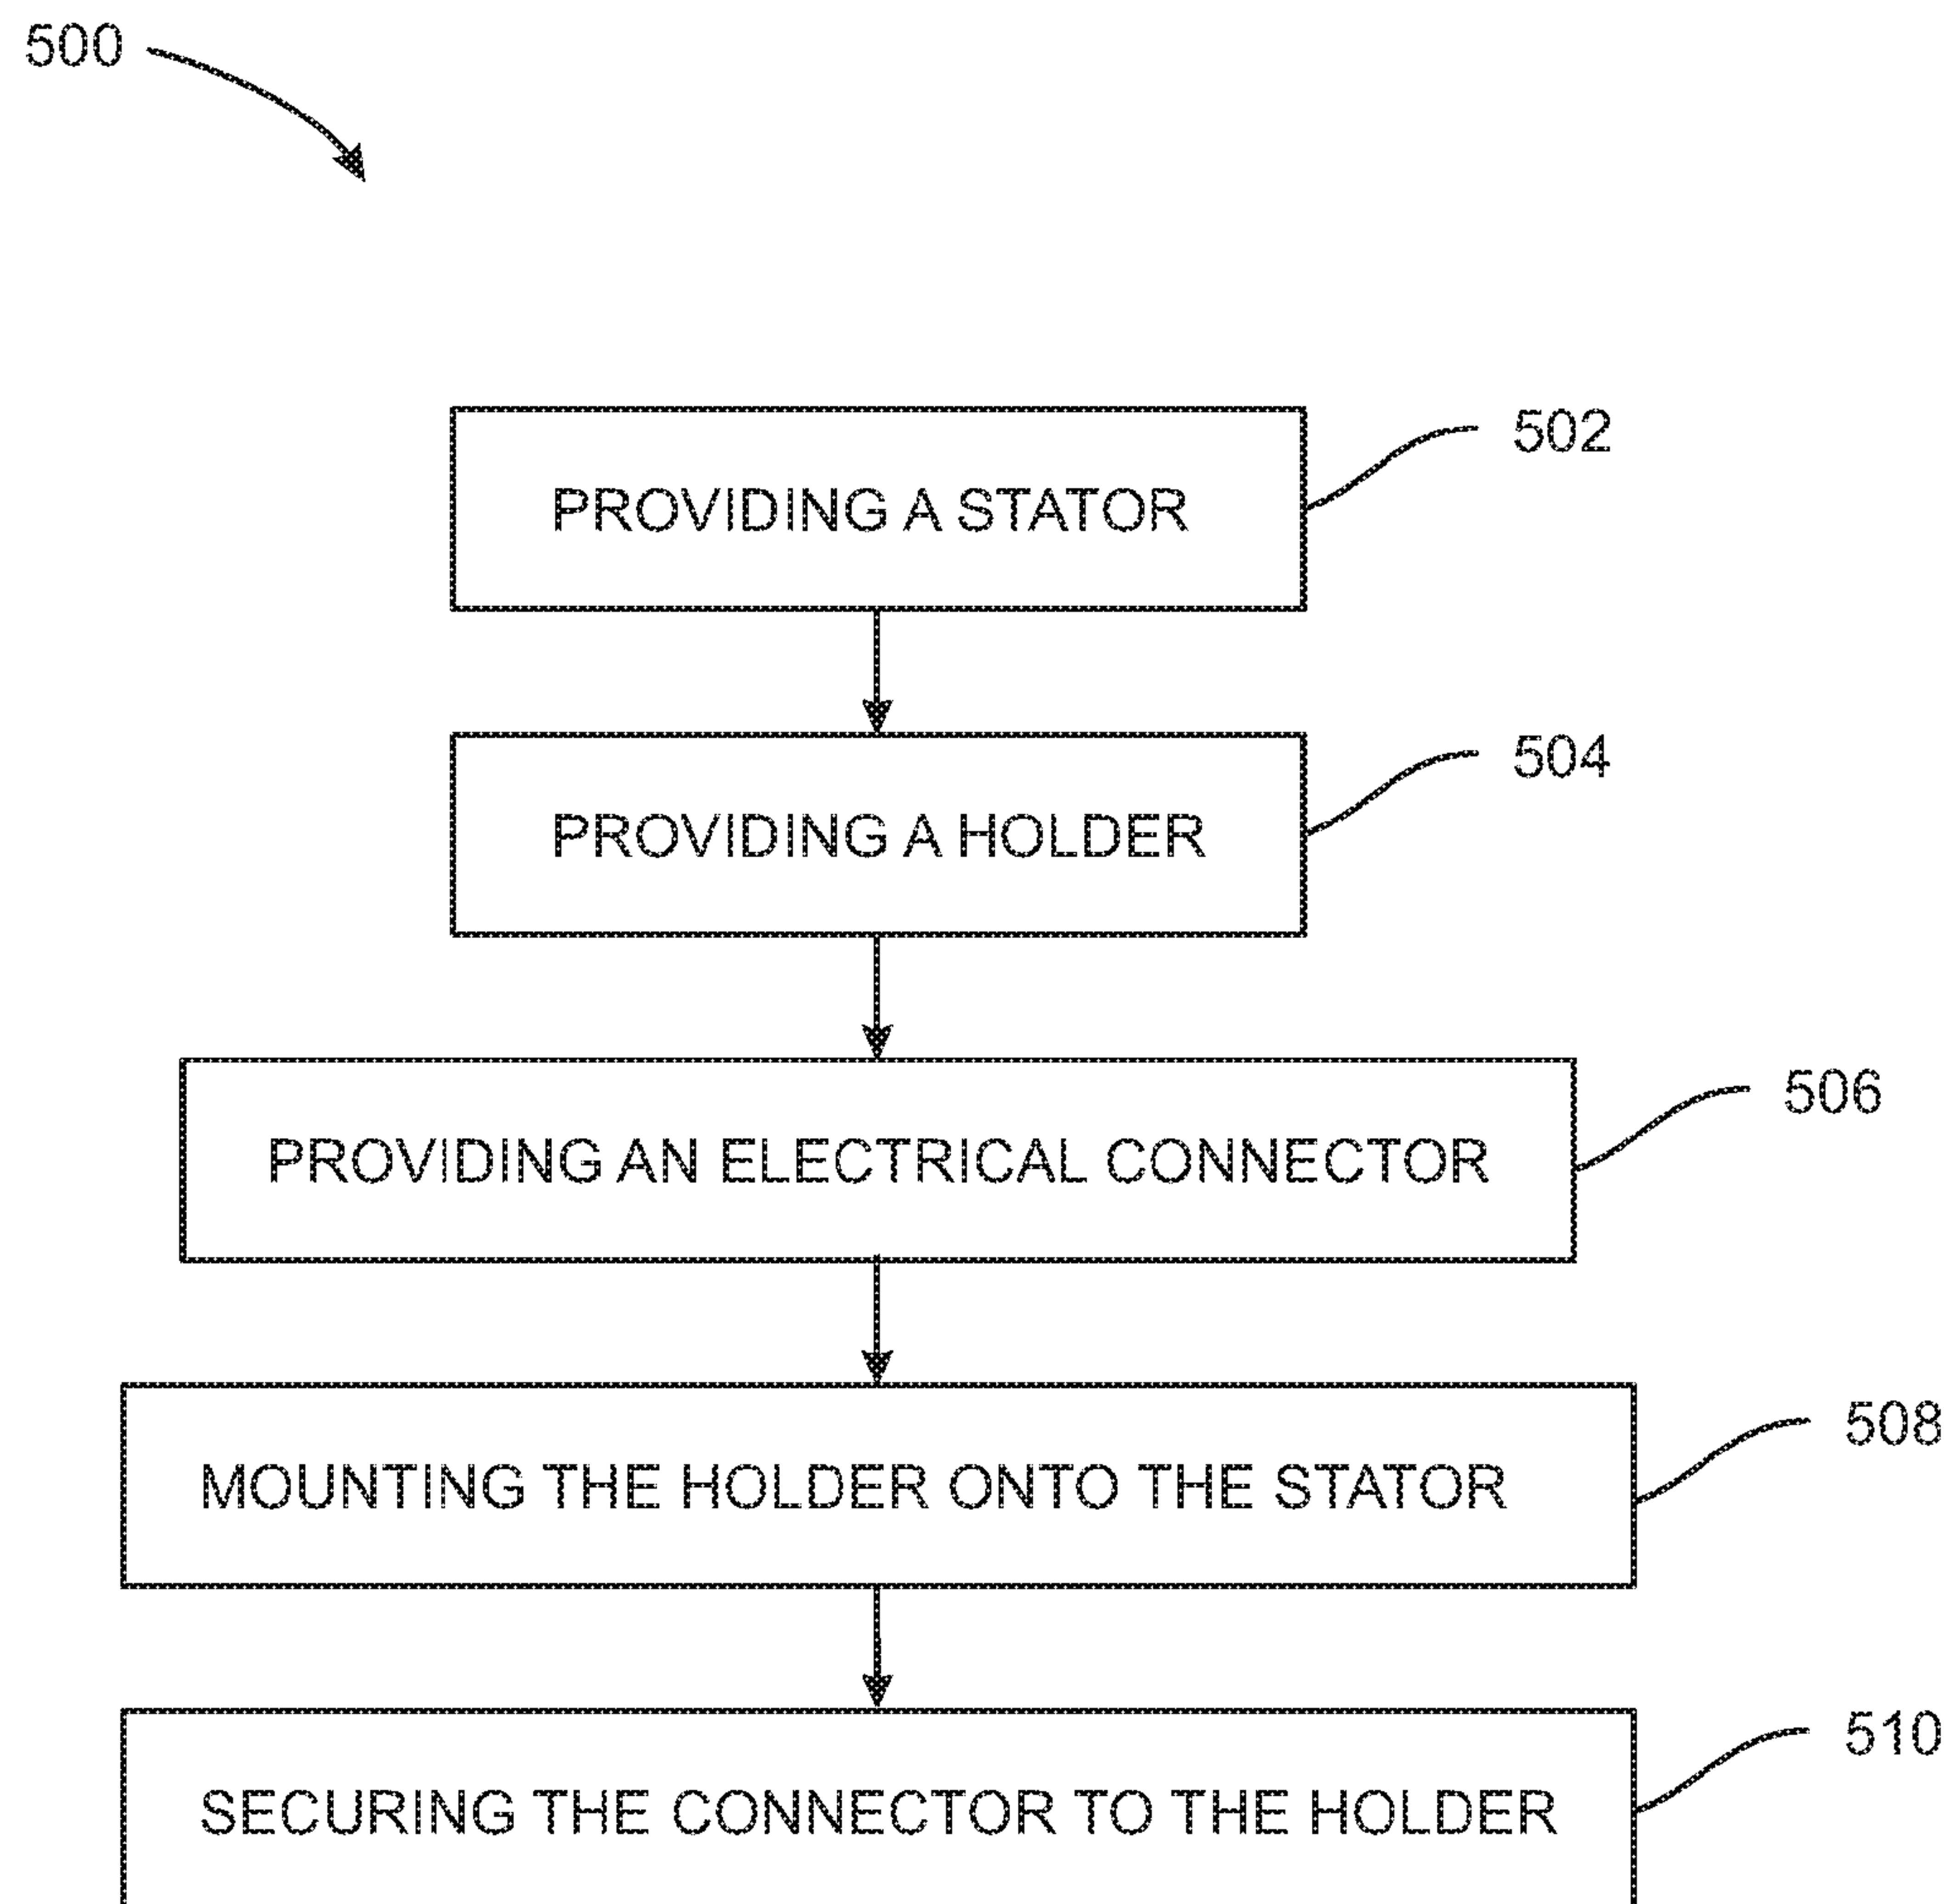 500
PROVIDING A STATOR
502
PROVIDING A HOLDER
504
PROVIDING AN ELECTRICAL CONNECTOR
506
MOUNTING THE HOLDER ONTO THE STATOR
508
SECURING THE CONNECTOR TO THE HOLDER
510